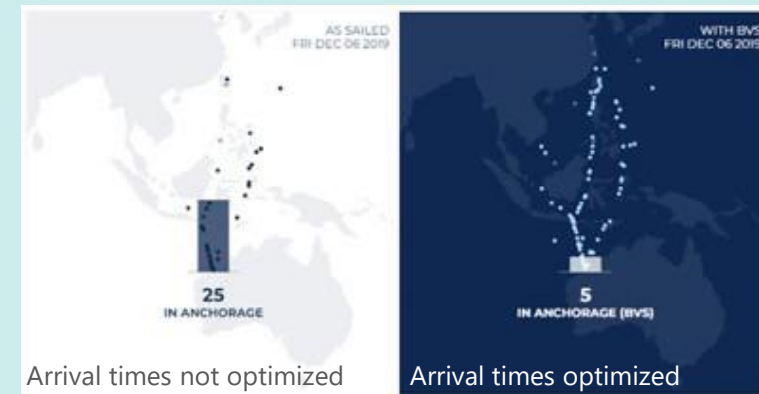 AS SAILED
FRI DEC 06 2019
25
IN ANCHORAGE
Arrival times not optimized
WITH BVS
FRI DEC 06 2019
5
IN ANCHORAGE (BVS)
Arrival times optimized